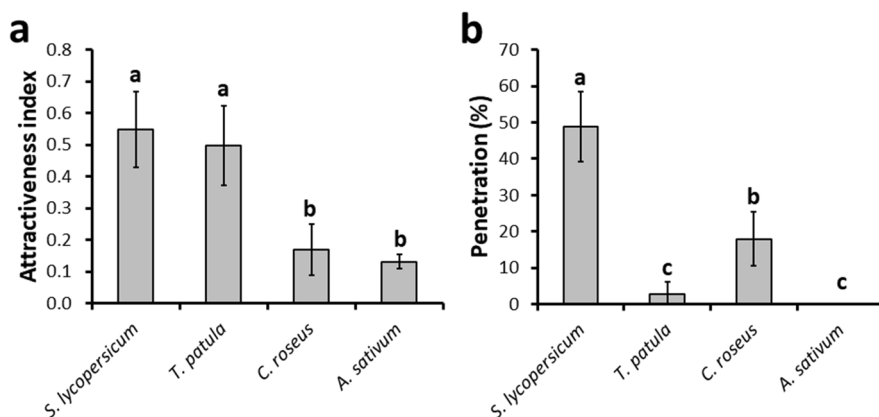 a
Attractiveness index
0.8
0.7
0.6
0.5
0.4
0.3
0.2
0.1
0.0
a
a
b
b
S. lycopersicum
T. patula
C. roseus
A. sativum
b
Penetration (%)
70
60
50
40
30
20
10
0
a
c
b
c
S. lycopersicum
T. patula
C. roseus
A. sativum